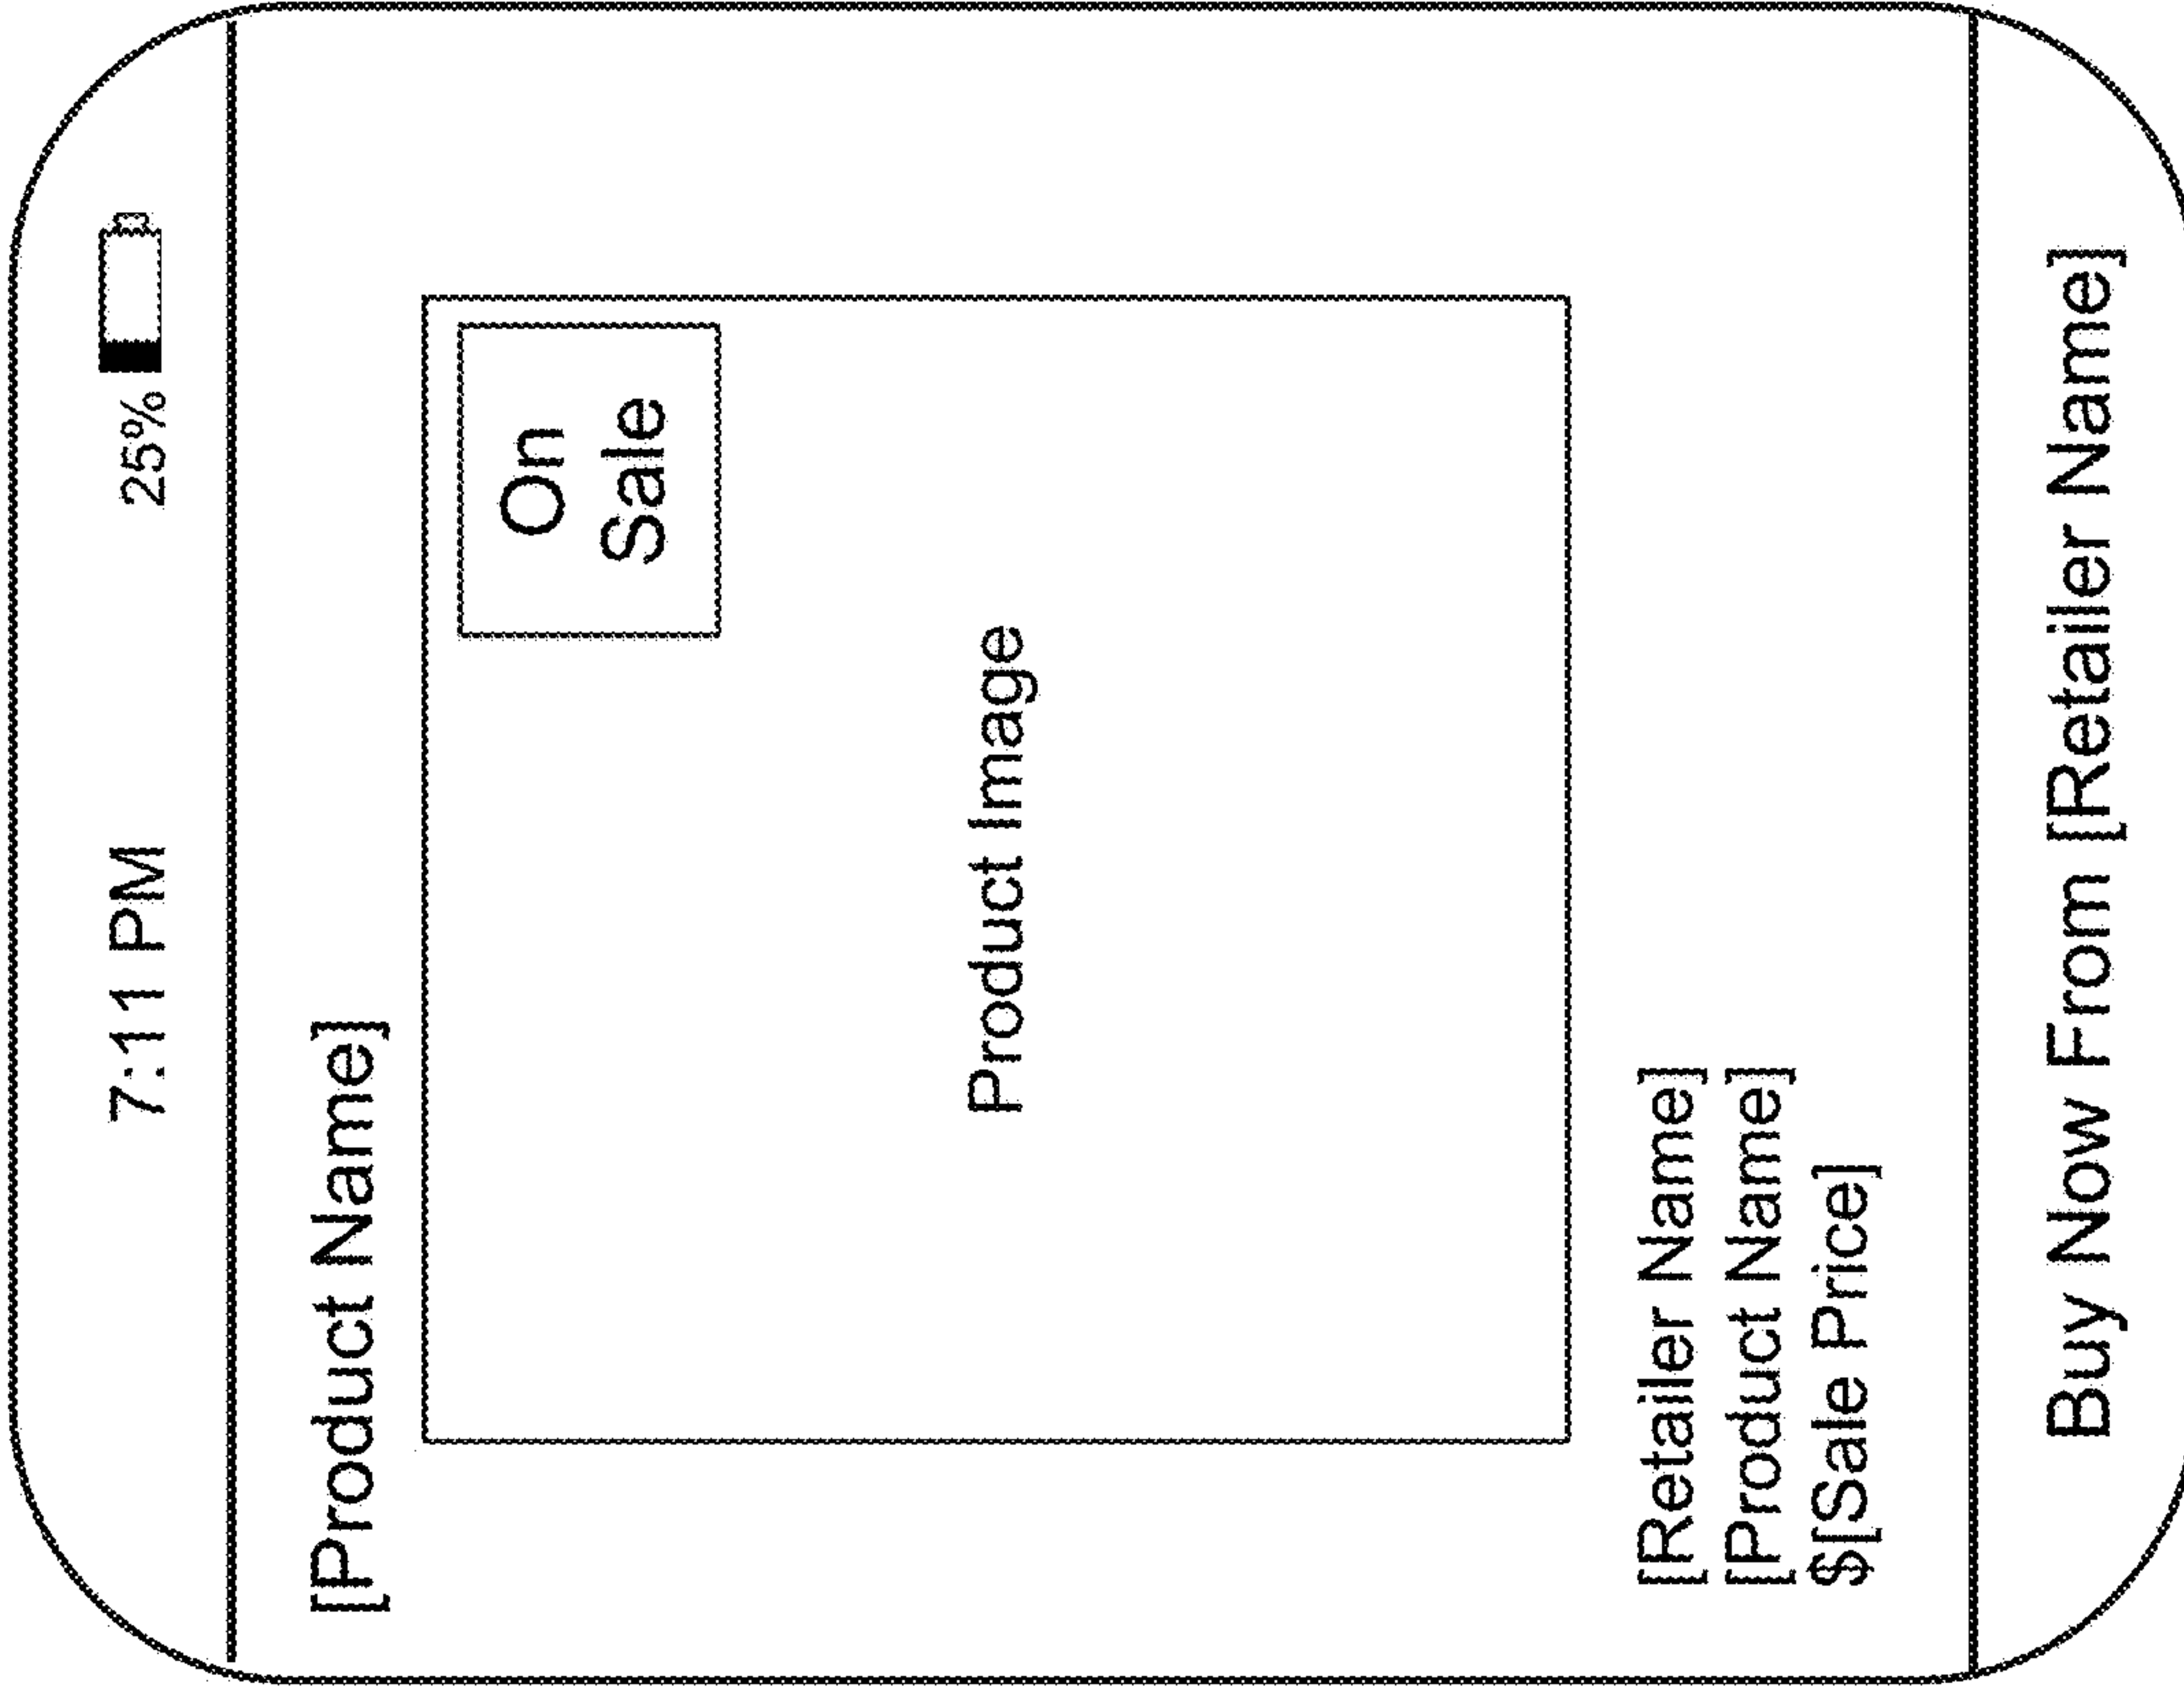 7:11 PM 25%
[Product Name]
On
Sale
Product Image
[Retailer Name]
[Product Name]
$[Sale Price]
Buy Now From [Retailer Name]